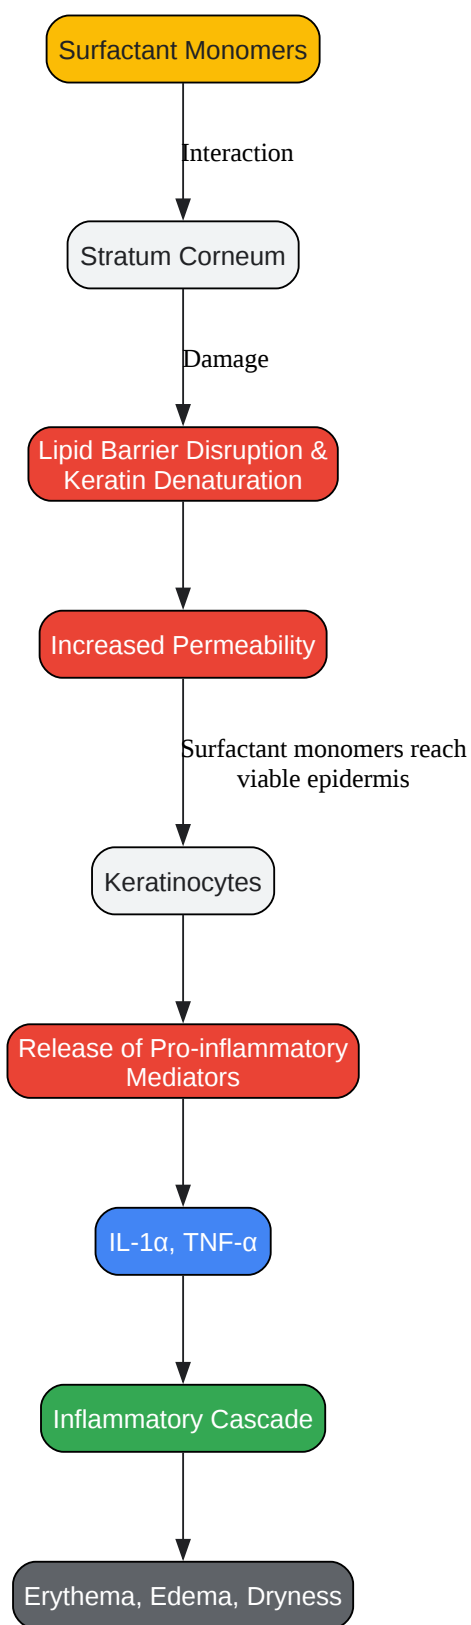 Surfactant Monomers
Interaction
Stratum Corneum
Damage
Lipid Barrier Disruption &
Keratin Denaturation
Increased Permeability
Surfactant monomers reach
viable epidermis
Keratinocytes
Release of Pro-inflammatory
Mediators
IL-1α, TNF-α
Inflammatory Cascade
Erythema, Edema, Dryness